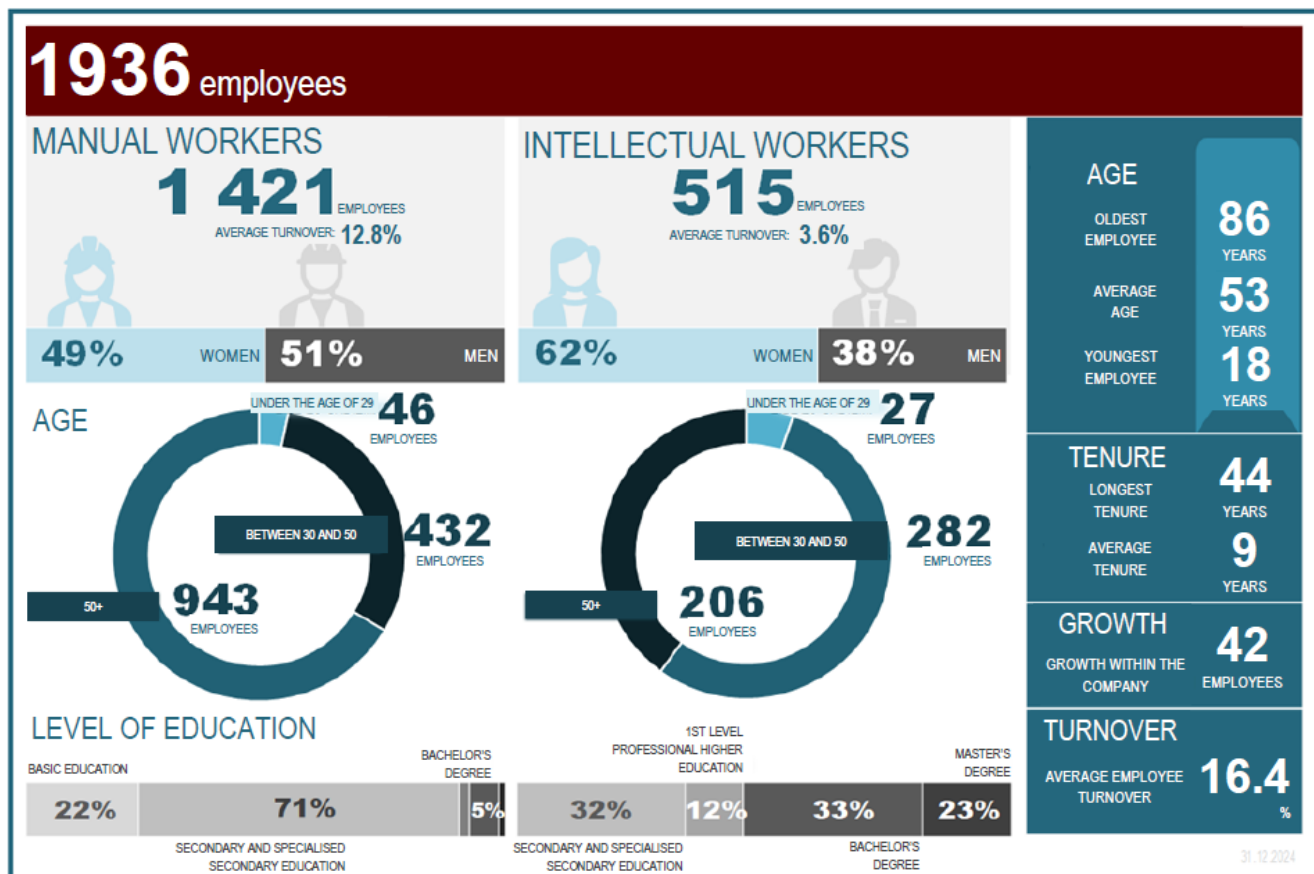 1936 employees
MANUAL WORKERS
1 421 EMPLOYEES
AVERAGE TURNOVER: 12.8%
49% WOMEN 51% MEN
INTELLECTUAL WORKERS
515 EMPLOYEES
AVERAGE TURNOVER: 3.6%
62% WOMEN 38% MEN
AGE
UNDER THE AGE OF 29
46
EMPLOYEES
BETWEEN 30 AND 50
432
EMPLOYEES
50+
943
EMPLOYEES
UNDER THE AGE OF 29
27
EMPLOYEES
BETWEEN 30 AND 50
282
EMPLOYEES
50+
206
EMPLOYEES
LEVEL OF EDUCATION
BASIC EDUCATION
BACHELOR'S
DEGREE
22% 71% 5%
SECONDARY AND SPECIALISED
SECONDARY EDUCATION
1ST LEVEL
PROFESSIONAL HIGHER
EDUCATION
MASTER'S
DEGREE
32% 12% 33% 23%
SECONDARY AND SPECIALISED
SECONDARY EDUCATION
BACHELOR'S
DEGREE
AGE
OLDEST
EMPLOYEE
86
YEARS
AVERAGE
AGE
53
YEARS
YOUNGEST
EMPLOYEE
18
YEARS
TENURE
LONGEST
TENURE
44
YEARS
AVERAGE
TENURE
9
YEARS
GROWTH
GROWTH WITHIN THE
COMPANY
42
EMPLOYEES
TURNOVER
AVERAGE EMPLOYEE
TURNOVER
16.4
%
31.12.2024